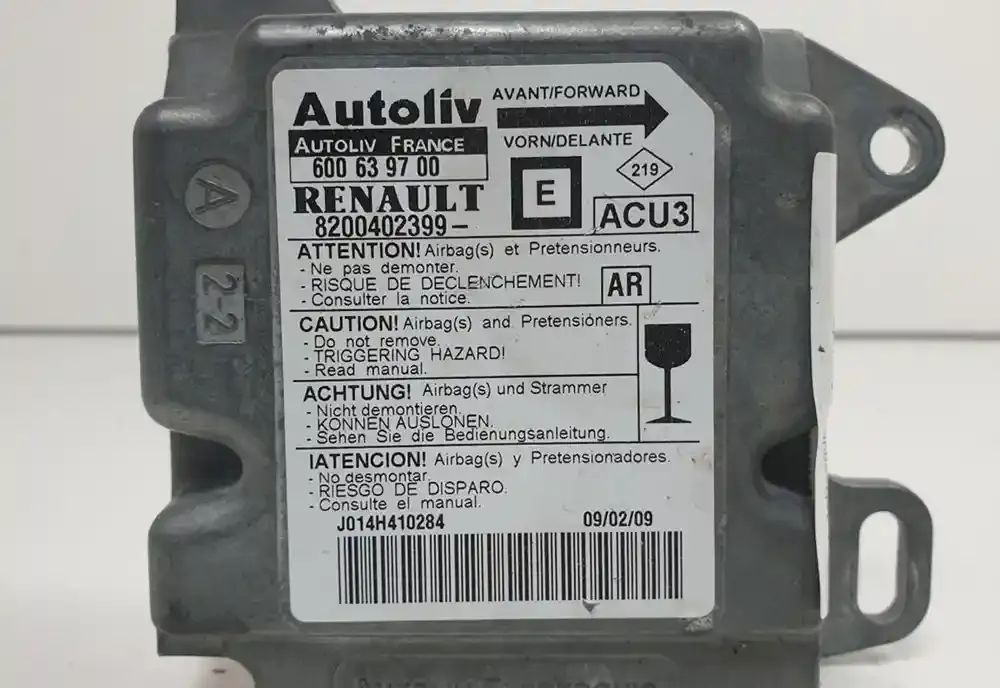 Autoliv
AVANT/FORWARD
AUTOLIV FRANCE
VORN/DELANTE
600 63 97 00
219
RENAULT
E
ACU3
8200402399-
ATTENTION! Airbag(s) et Pretensionneurs.
- Ne pas demonter.
- RISQUE DE DECLENCHEMENT!
- Consulter la notice.
AR
CAUTION! Airbag(s) and Pretensioners.
- Do not remove.
- TRIGGERING HAZARD!
- Read manual.
ACHTUNG! Airbag(s) und Strammer
- Nicht demontieren.
- KONNEN AUSLONEN.
- Sehen Sie die Bedienungsanleitung.
IATENCION! Airbag(s) y Pretensionadores.
- No desmontar.
- RIESGO DE DISPARO.
- Consulte el manual.
J014H410284
09/02/09
A
2-2